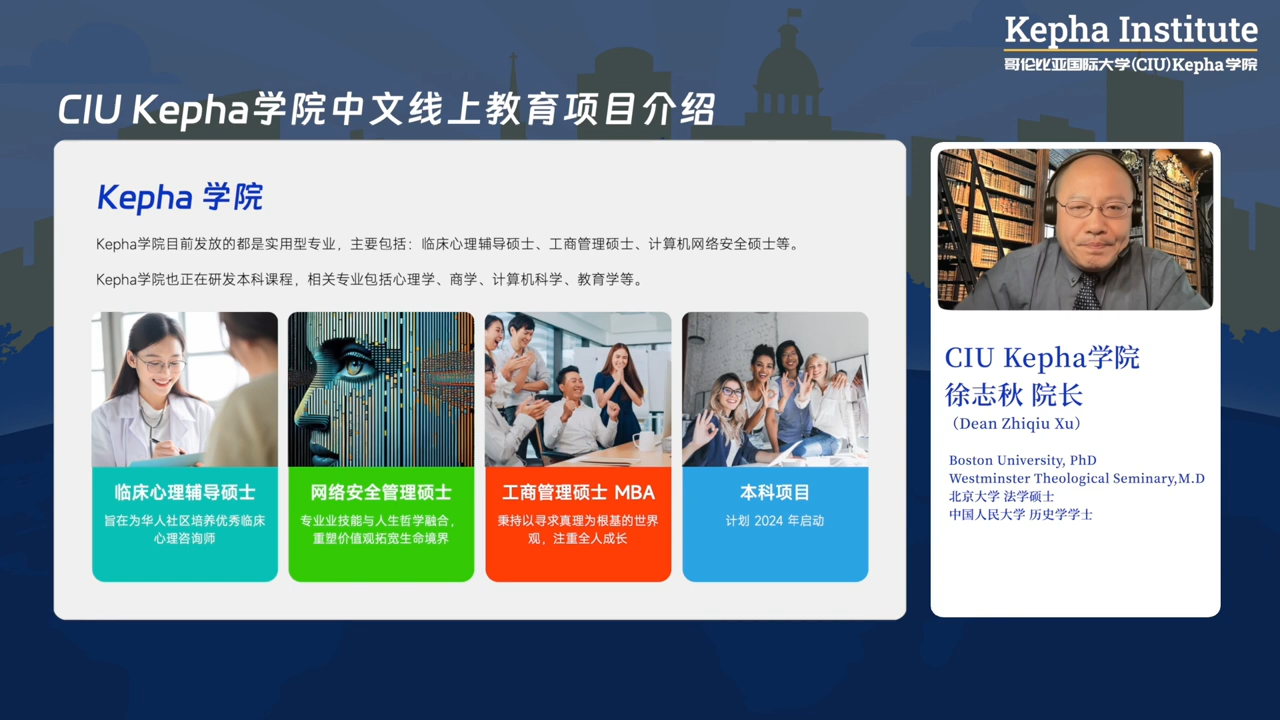 Kepha Institute
哥伦比亚国际大学(CIU)Kepha学院
CIU Kepha学院中文线上教育项目介绍
Kepha 学院
Kepha学院目前发放的都是实用型专业，主要包括：临床心理辅导硕士、工商管理硕士、计算机网络安全硕士等。
Kepha学院也正在研发本科课程，相关专业包括心理学、商学、计算机科学、教育学等。
临床心理辅导硕士
旨在为华人社区培养优秀临床
心理咨询师
网络安全管理硕士
专业业技能与人生哲学融合，
重塑价值观拓宽生命境界
工商管理硕士 MBA
秉持以寻求真理为根基的世界
观，注重全人成长
本科项目
计划 2024 年启动
CIU Kepha学院
徐志秋 院长
（Dean Zhiqiu Xu）
Boston University, PhD
Westminster Theological Seminary,M.D
北京大学 法学硕士
中国人民大学 历史学学士